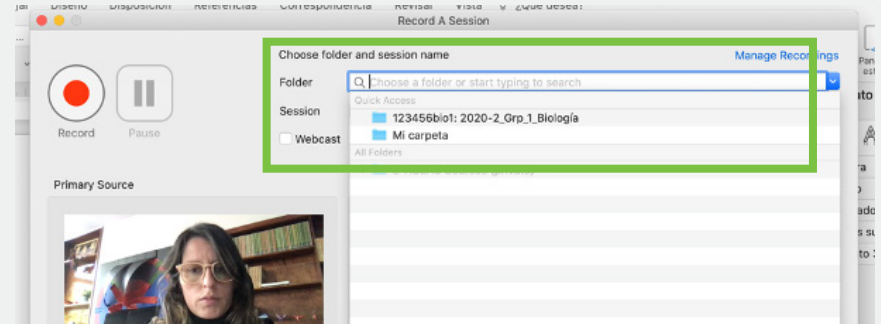 Diseño Disposición Referencias Correspondencia Revisar Vista ¿Qué desea?
Record A Session
Choose folder and session name
Manage Recordings
Folder
Choose a folder or start typing to search
Quick Access
Session
123456bio1: 2020-2_Grp_1_Biología
Record
Pause
Webcast
Mi carpeta
All Folders
Primary Source